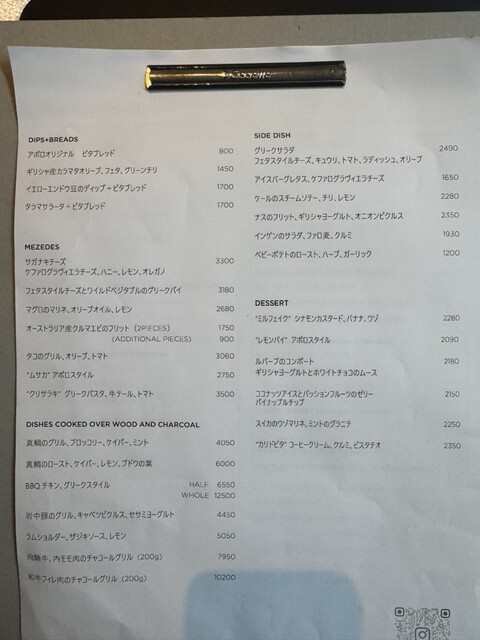 DIPS+BREADS
アポロオリジナル ピタブレッド 800
ギリシャ産カラマタオリーブ、フェタ、グリーンチリ 1450
イエローエンドウ豆のディップ + ピタブレッド 1700
タラマサラータ + ピタブレッド 1700
MEZEDES
サガナキチーズ 3300
ケファログラヴィエラチーズ、ハニー、レモン、オレガノ
フェタスタイルチーズとワイルドベジタブルのグリークパイ 3180
マグロのマリネ、オリーブオイル、レモン 2680
オーストラリア産クルマエビのフリット (2PIECES) 1750
(ADDITIONAL PIECES) 900
タコのグリル、オリーブ、トマト 3060
"ムサカ" アポロスタイル 2750
"クリサラキ" グリークパスタ、牛テール、トマト 3500
DISHES COOKED OVER WOOD AND CHARCOAL
真鯛のグリル、ブロッコリー、ケイパー、ミント 4050
真鯛のロースト、ケイパー、レモン、ブドウの葉 6000
BBQ チキン、グリークスタイル HALF 6550
WHOLE 12500
岩中豚のグリル、キャベツピクルス、セサミヨーグルト 4450
ラムショルダー、ザジキソース、レモン 5050
飛騨牛、内モモ肉のチャコールグリル (200g) 7950
和牛フィレ肉のチャコールグリル (200g) 10200
SIDE DISH
グリークサラダ 2490
フェタスタイルチーズ、キュウリ、トマト、ラディッシュ、オリーブ
アイスバーグレタス、ケファログラヴィエラチーズ 1650
ケールのスチームソテー、チリ、レモン 2280
ナスのフリット、ギリシャヨーグルト、オニオンピクルス 2350
インゲンのサラダ、ファロ麦、クルミ 1930
ベビーポテトのロースト、ハーブ、ガーリック 1200
DESSERT
"ミルフェイク" シナモンカスタード、バナナ、ウゾ 2280
"レモンパイ" アポロスタイル 2090
ルバーブのコンポート 2180
ギリシャヨーグルトとホワイトチョコのムース
ココナッツアイスとパッションフルーツのゼリー 2150
パイナップルチップ
スイカのウゾマリネ、ミントのグラニテ 2250
"カリドピタ" コーヒークリーム、クルミ、ピスタチオ 2350